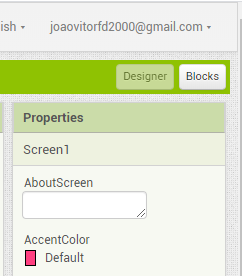 ish joaovitorfd2000@gmail.com
Designer Blocks
Properties
Screen1
AboutScreen
AccentColor
Default